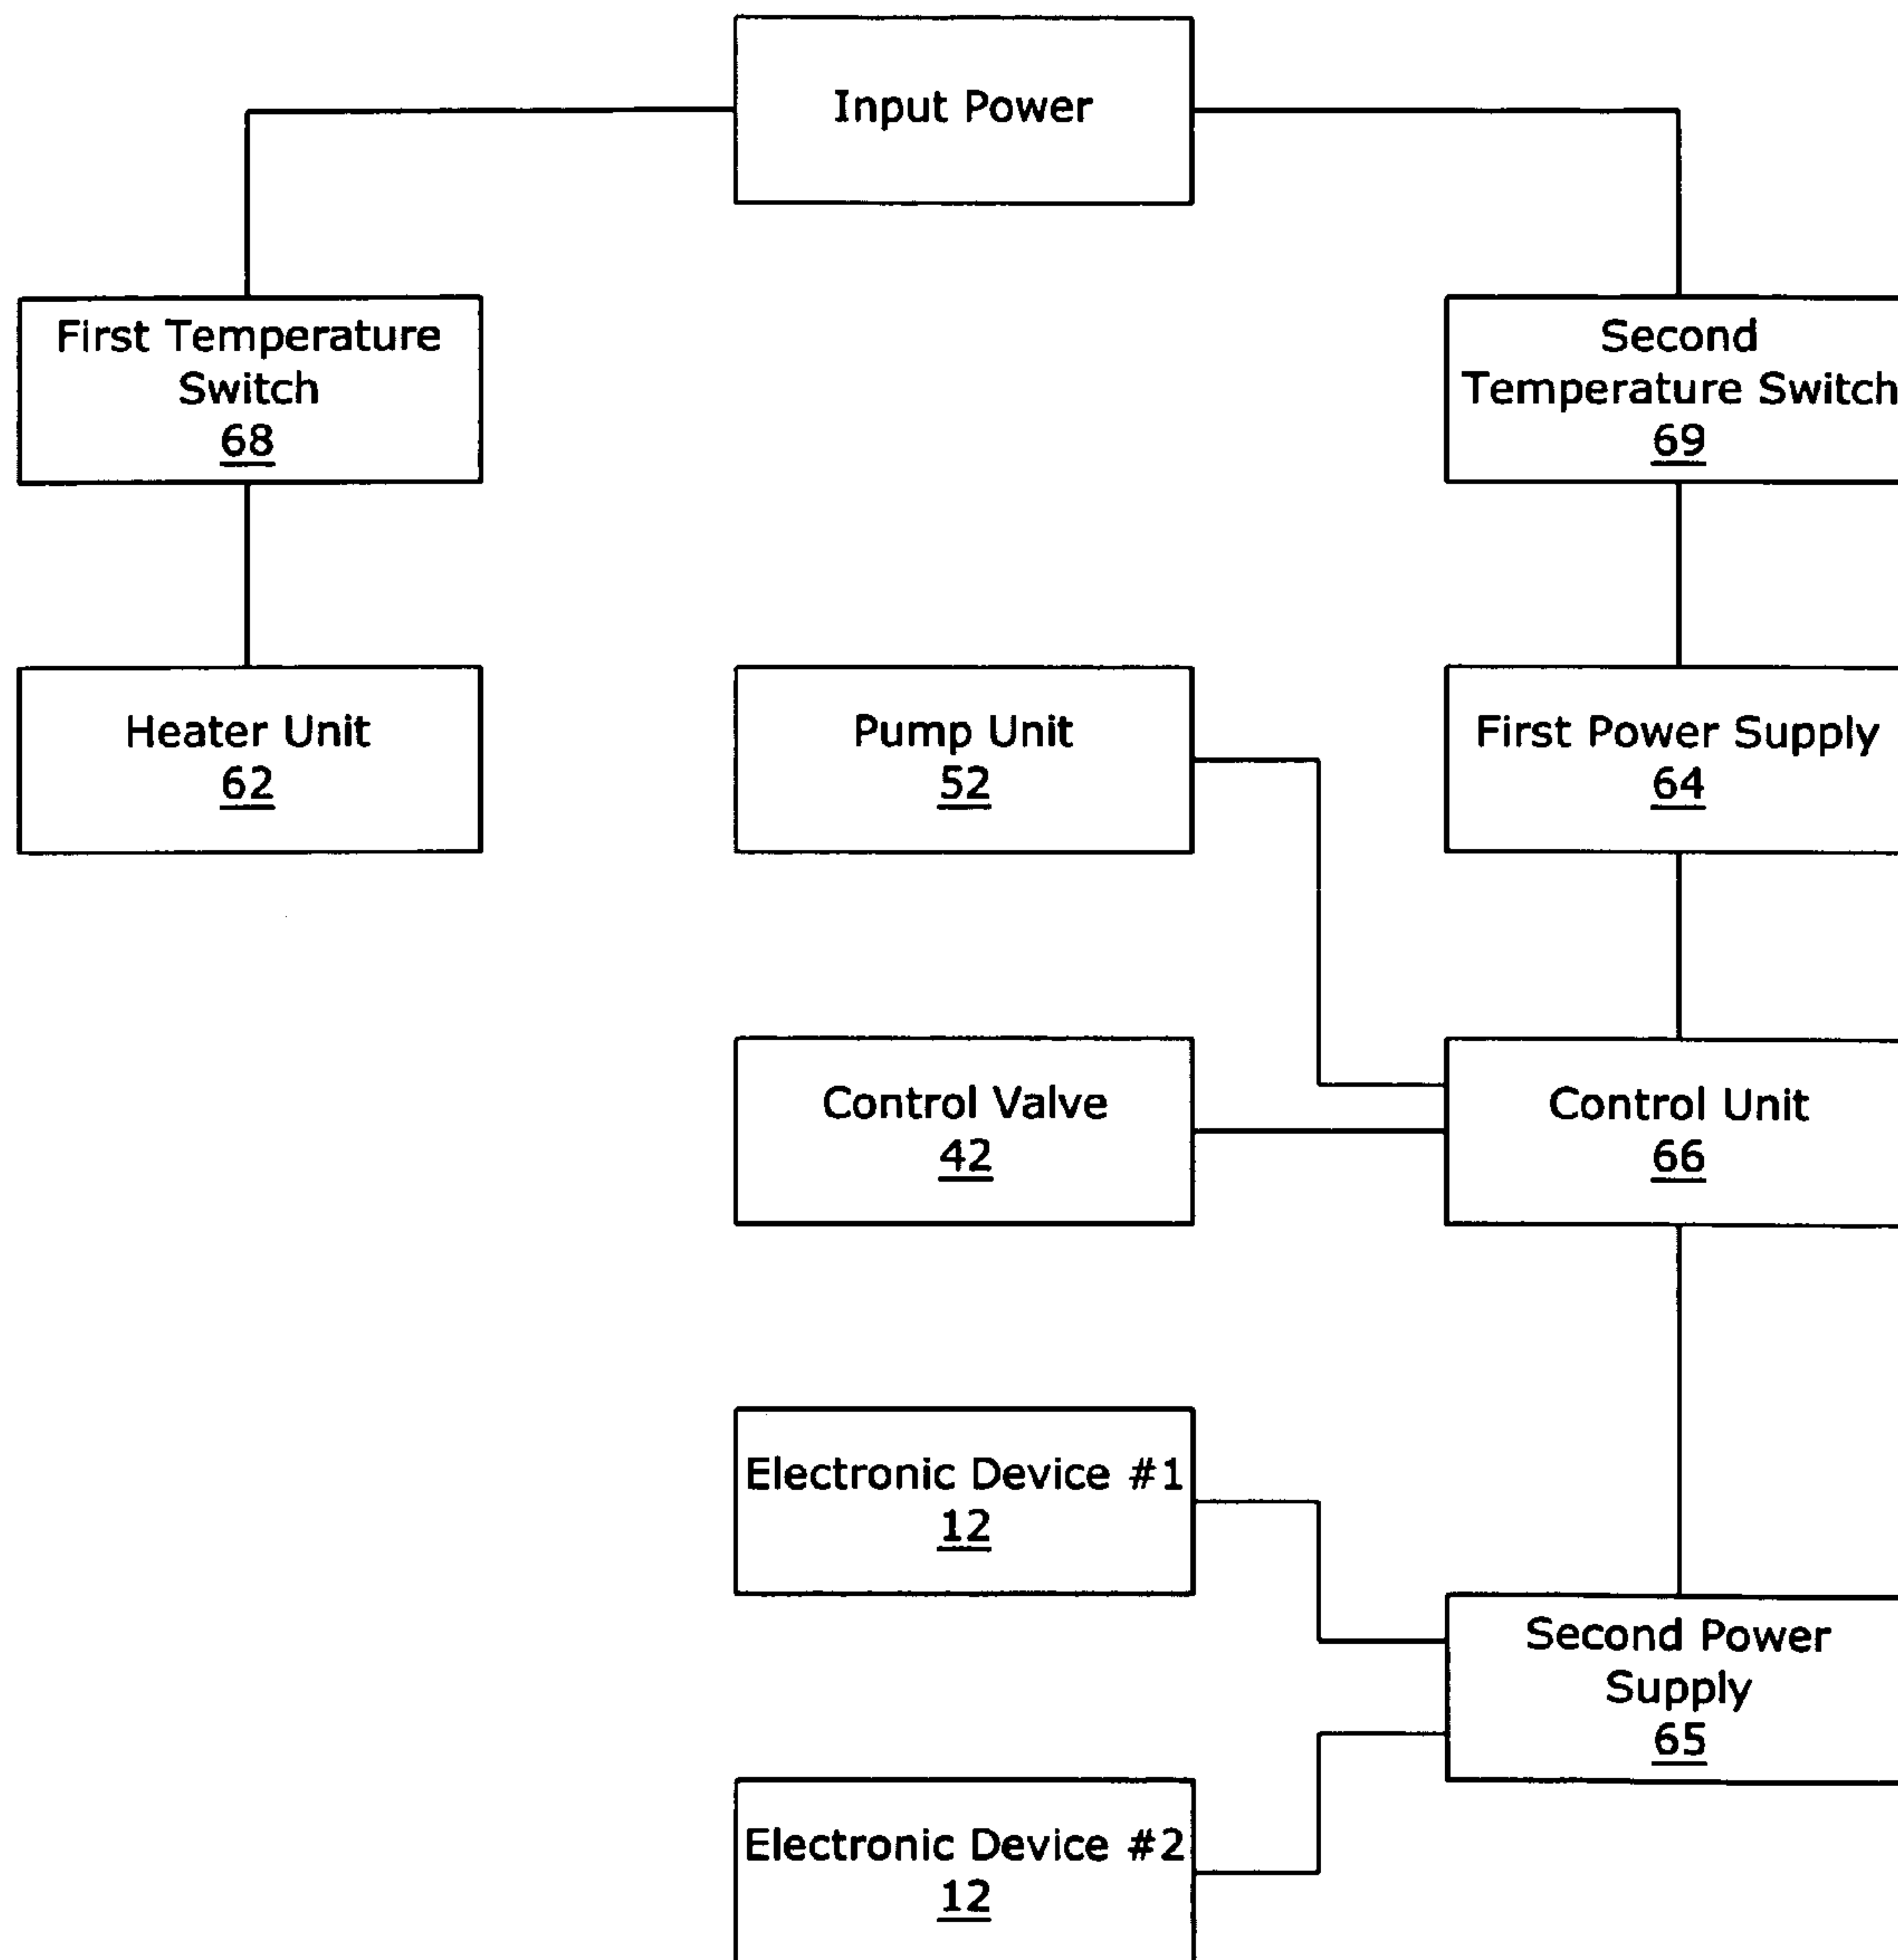 Input Power
First Temperature
Switch
68
Second
Temperature Switch
69
Heater Unit
62
Pump Unit
52
First Power Supply
64
Control Valve
42
Control Unit
66
Electronic Device #1
12
Second Power
Supply
65
Electronic Device #2
12